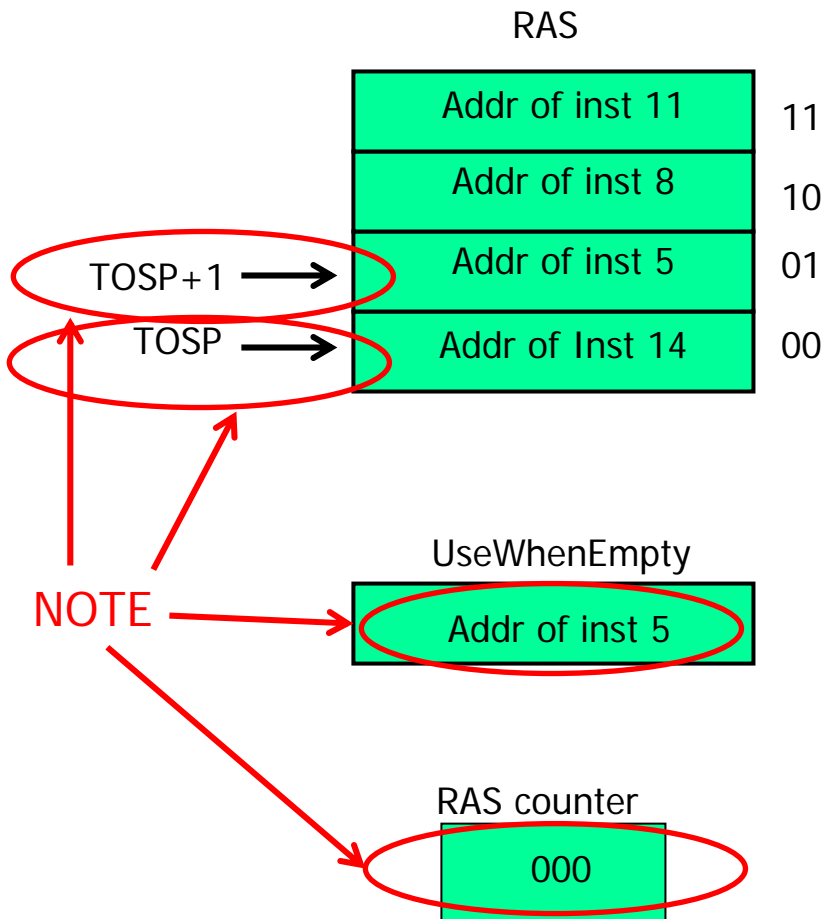 RAS
Addr of inst 11 11
Addr of inst 8 10
TOSP+1 Addr of inst 5 01
TOSP Addr of Inst 14 00
UseWhenEmpty
NOTE Addr of inst 5
RAS counter
000